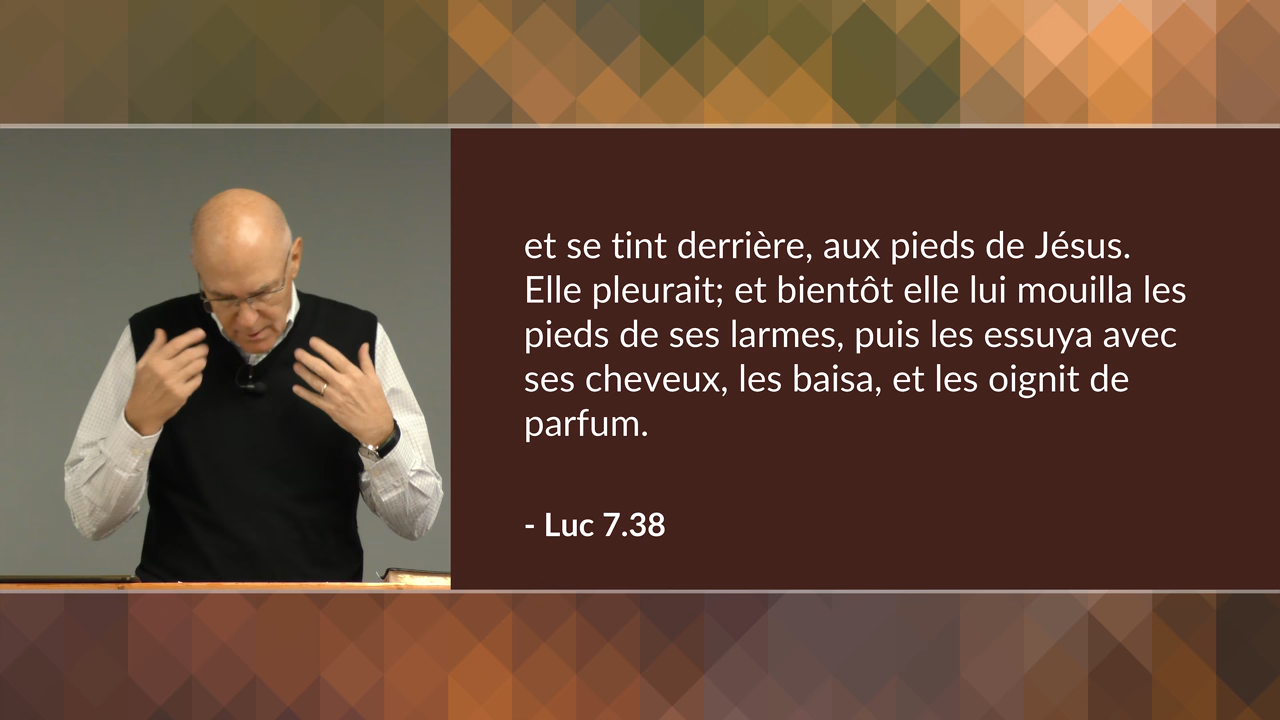 et se tint derrière, aux pieds de Jésus.
Elle pleurait; et bientôt elle lui mouilla les
pieds de ses larmes, puis les essuya avec
ses cheveux, les baisa, et les oignit de
parfum.
- Luc 7.38